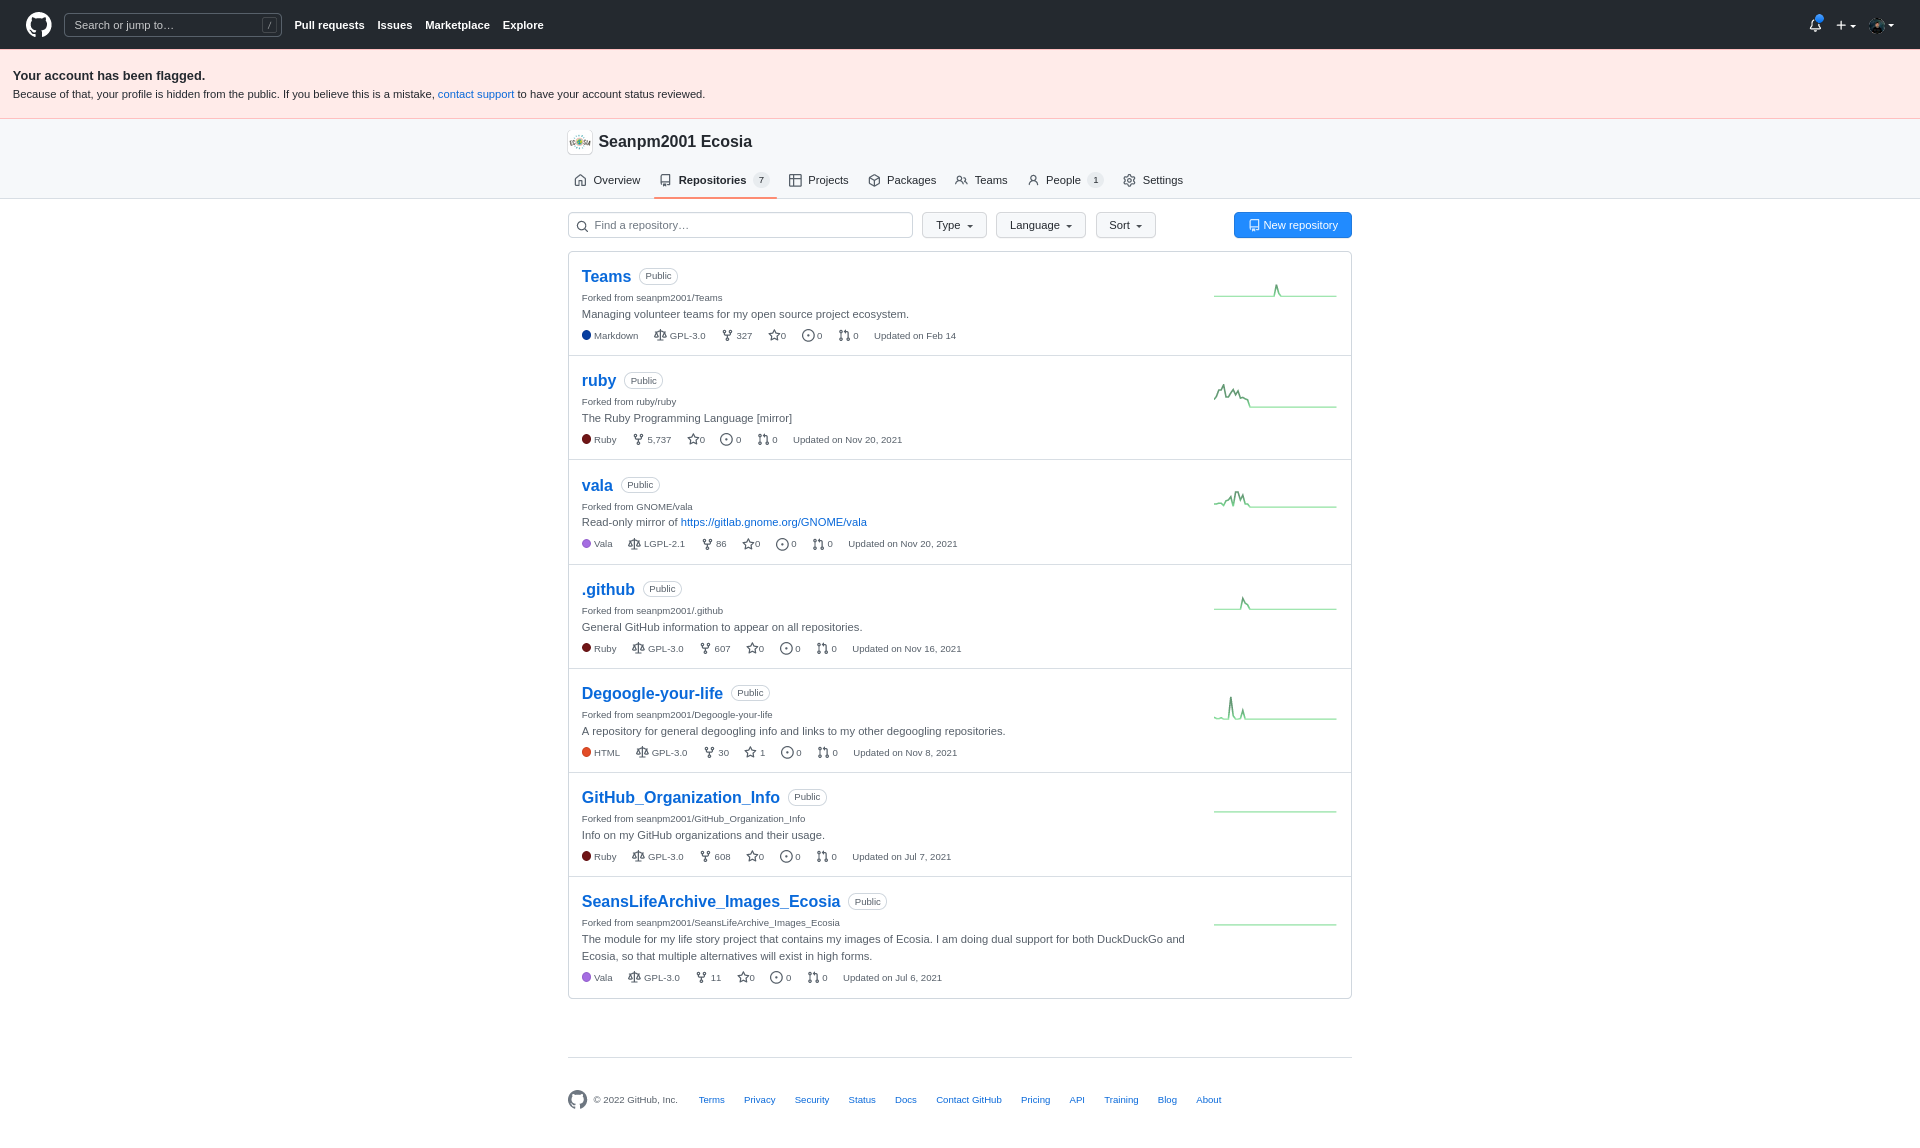 Search or jump to… /
Pull requests Issues Marketplace Explore
Your account has been flagged.
Because of that, your profile is hidden from the public. If you believe this is a mistake, contact support to have your account status reviewed.
ECOSIA Seanpm2001 Ecosia
Overview Repositories 7 Projects Packages Teams People 1 Settings
Find a repository… Type Language Sort New repository
Teams Public
Forked from seanpm2001/Teams
Managing volunteer teams for my open source project ecosystem.
Markdown GPL-3.0 327 0 0 0 Updated on Feb 14
ruby Public
Forked from ruby/ruby
The Ruby Programming Language [mirror]
Ruby 5,737 0 0 0 Updated on Nov 20, 2021
vala Public
Forked from GNOME/vala
Read-only mirror of https://gitlab.gnome.org/GNOME/vala
Vala LGPL-2.1 86 0 0 0 Updated on Nov 20, 2021
.github Public
Forked from seanpm2001/.github
General GitHub information to appear on all repositories.
Ruby GPL-3.0 607 0 0 0 Updated on Nov 16, 2021
Degoogle-your-life Public
Forked from seanpm2001/Degoogle-your-life
A repository for general degoogling info and links to my other degoogling repositories.
HTML GPL-3.0 30 1 0 0 Updated on Nov 8, 2021
GitHub_Organization_Info Public
Forked from seanpm2001/GitHub_Organization_Info
Info on my GitHub organizations and their usage.
Ruby GPL-3.0 608 0 0 0 Updated on Jul 7, 2021
SeansLifeArchive_Images_Ecosia Public
Forked from seanpm2001/SeansLifeArchive_Images_Ecosia
The module for my life story project that contains my images of Ecosia. I am doing dual support for both DuckDuckGo and
Ecosia, so that multiple alternatives will exist in high forms.
Vala GPL-3.0 11 0 0 0 Updated on Jul 6, 2021
© 2022 GitHub, Inc. Terms Privacy Security Status Docs Contact GitHub Pricing API Training Blog About